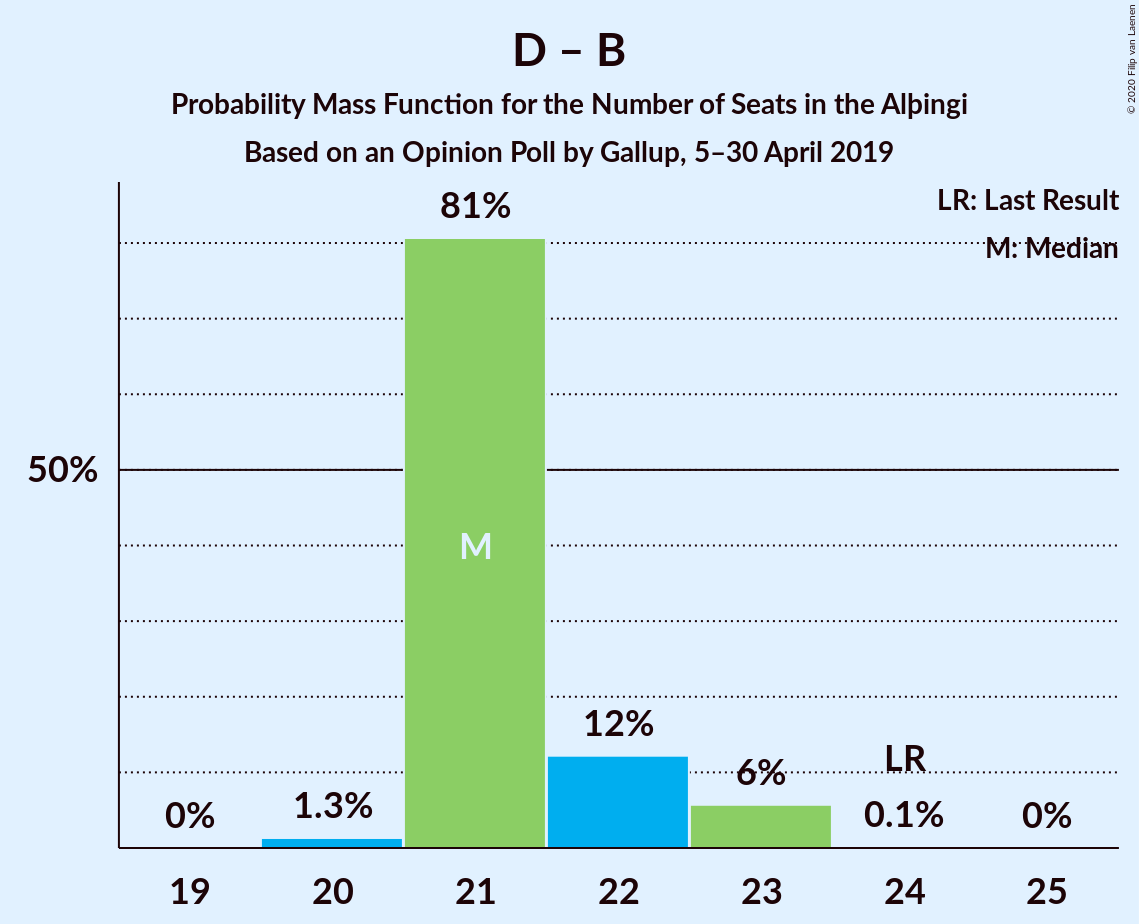 D – B
Probability Mass Function for the Number of Seats in the Alþingi
Based on an Opinion Poll by Gallup, 5–30 April 2019
© 2020 Filip van Laenen
LR: Last Result
M: Median
81%
50%
M
12%
6%
LR
0%
1.3%
0.1%
0%
19 20 21 22 23 24 25